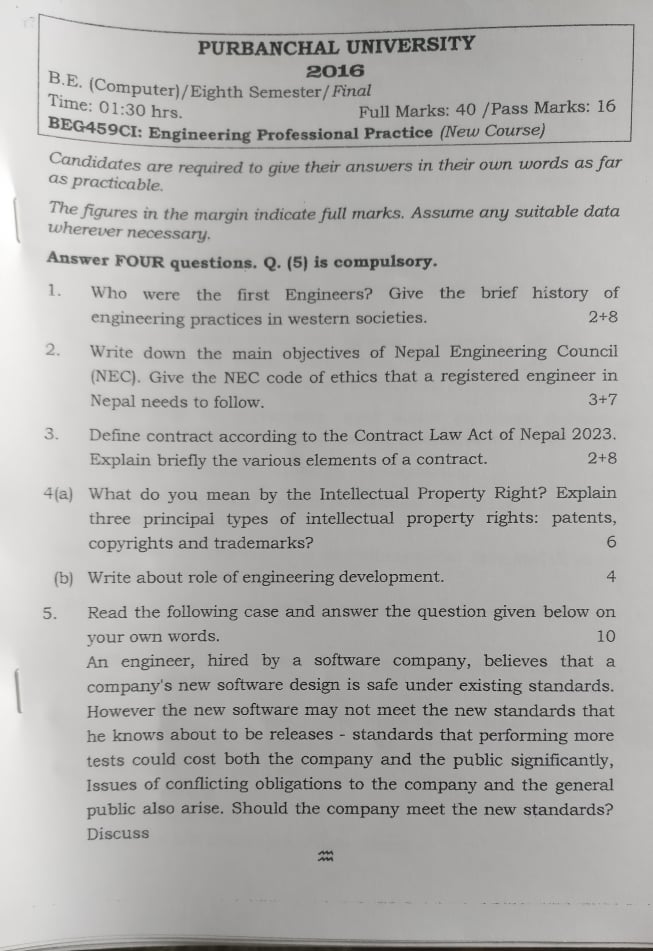 PURBANCHAL UNIVERSITY
2016
B.E. (Computer)/Eighth Semester/Final
Time: 01:30 hrs. Full Marks: 40 /Pass Marks: 16
BEG459CI: Engineering Professional Practice (New Course)
Candidates are required to give their answers in their own words as far
as practicable.
The figures in the margin indicate full marks. Assume any suitable data
wherever necessary.
Answer FOUR questions. Q. (5) is compulsory.
1. Who were the first Engineers? Give the brief history of
engineering practices in western societies. 2+8
2. Write down the main objectives of Nepal Engineering Council
(NEC). Give the NEC code of ethics that a registered engineer in
Nepal needs to follow. 3+7
3. Define contract according to the Contract Law Act of Nepal 2023.
Explain briefly the various elements of a contract. 2+8
4(a) What do you mean by the Intellectual Property Right? Explain
three principal types of intellectual property rights: patents,
copyrights and trademarks? 6
(b) Write about role of engineering development. 4
5. Read the following case and answer the question given below on
your own words. 10
An engineer, hired by a software company, believes that a
company's new software design is safe under existing standards.
However the new software may not meet the new standards that
he knows about to be releases - standards that performing more
tests could cost both the company and the public significantly,
Issues of conflicting obligations to the company and the general
public also arise. Should the company meet the new standards?
Discuss